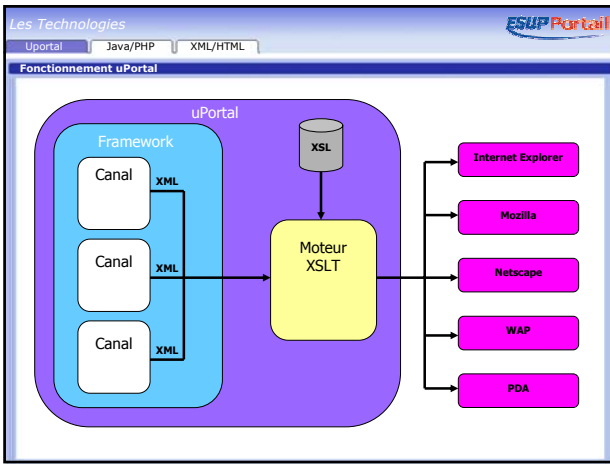 Les Technologies
ESUP Portail
Uportal
Java/PHP
XML/HTML
Fonctionnement uPortal
uPortal
Framework
Canal
XML
Canal
XML
Canal
XML
XSL
Moteur
XSLT
Internet Explorer
Mozilla
Netscape
WAP
PDA